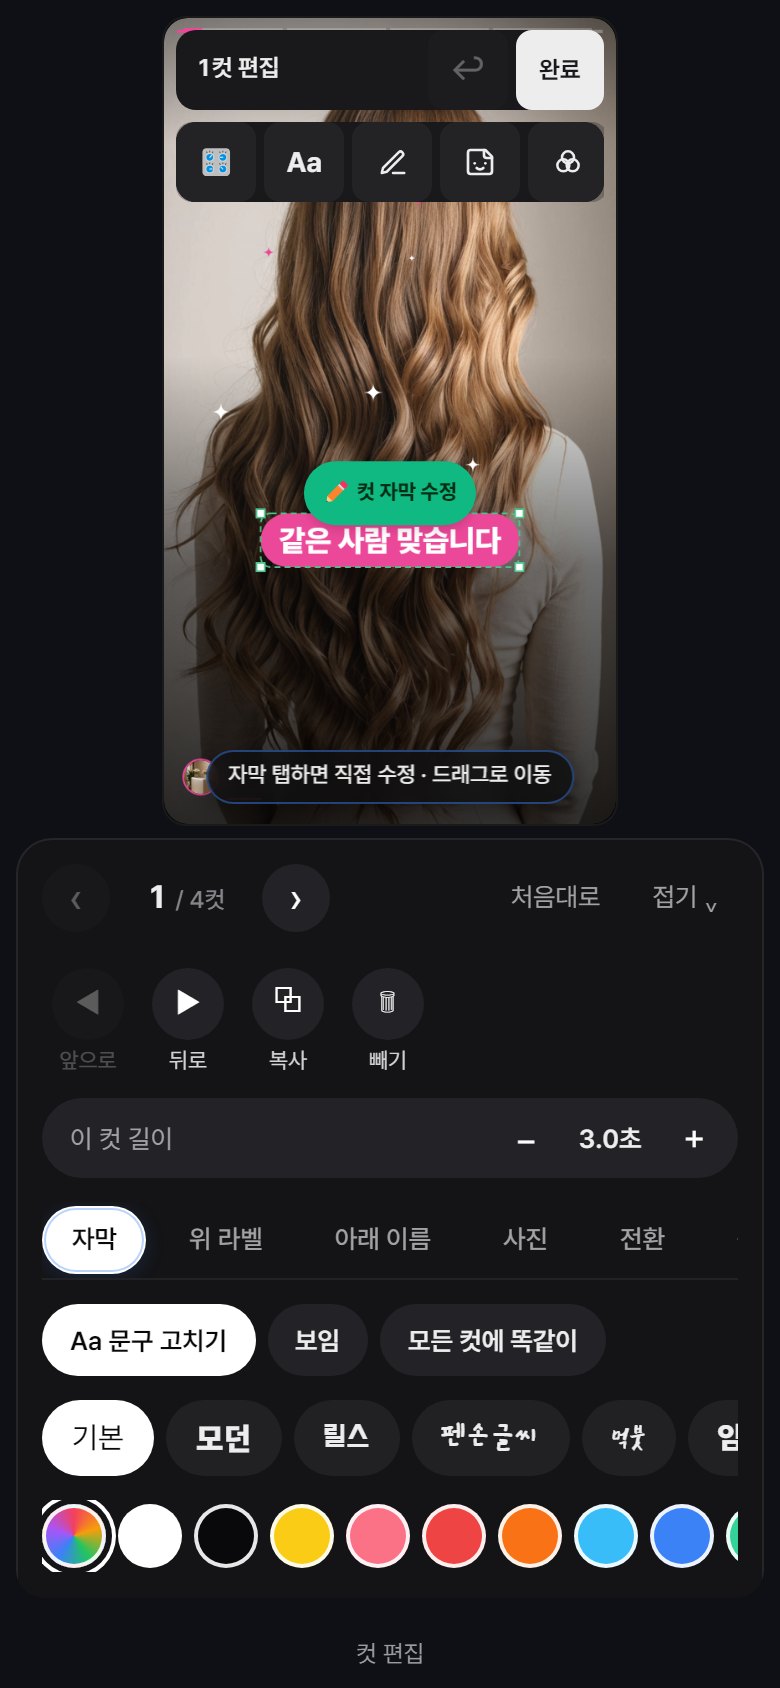 1컷 편집
완료
Aa
컷 자막 수정
같은 사람 맞습니다
자막 탭하면 직접 수정 · 드래그로 이동
1 / 4컷
처음대로
접기
앞으로
뒤로
복사
빼기
이 컷 길이
3.0초
자막
위 라벨
아래 이름
사진
전환
Aa 문구 고치기
보임
모든 컷에 똑같이
기본
모던
릴스
펜손글씨
먹붓
컷 편집